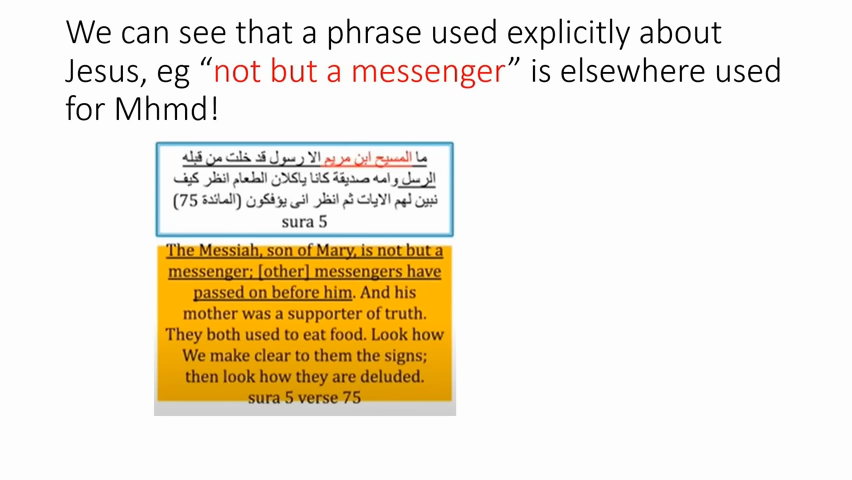 We can see that a phrase used explicitly about
Jesus, eg “not but a messenger” is elsewhere used
for Mhmd!
ما المسيح ابن مريم الا رسول قد خلت من قبله
الرسل وامه صديقة كانا ياكلان الطعام انظر كيف
نبين لهم الايات ثم انظر انى يؤفكون (المائدة 75)
sura 5
The Messiah, son of Mary, is not but a
messenger; [other] messengers have
passed on before him. And his
mother was a supporter of truth.
They both used to eat food. Look how
We make clear to them the signs;
then look how they are deluded.
sura 5 verse 75